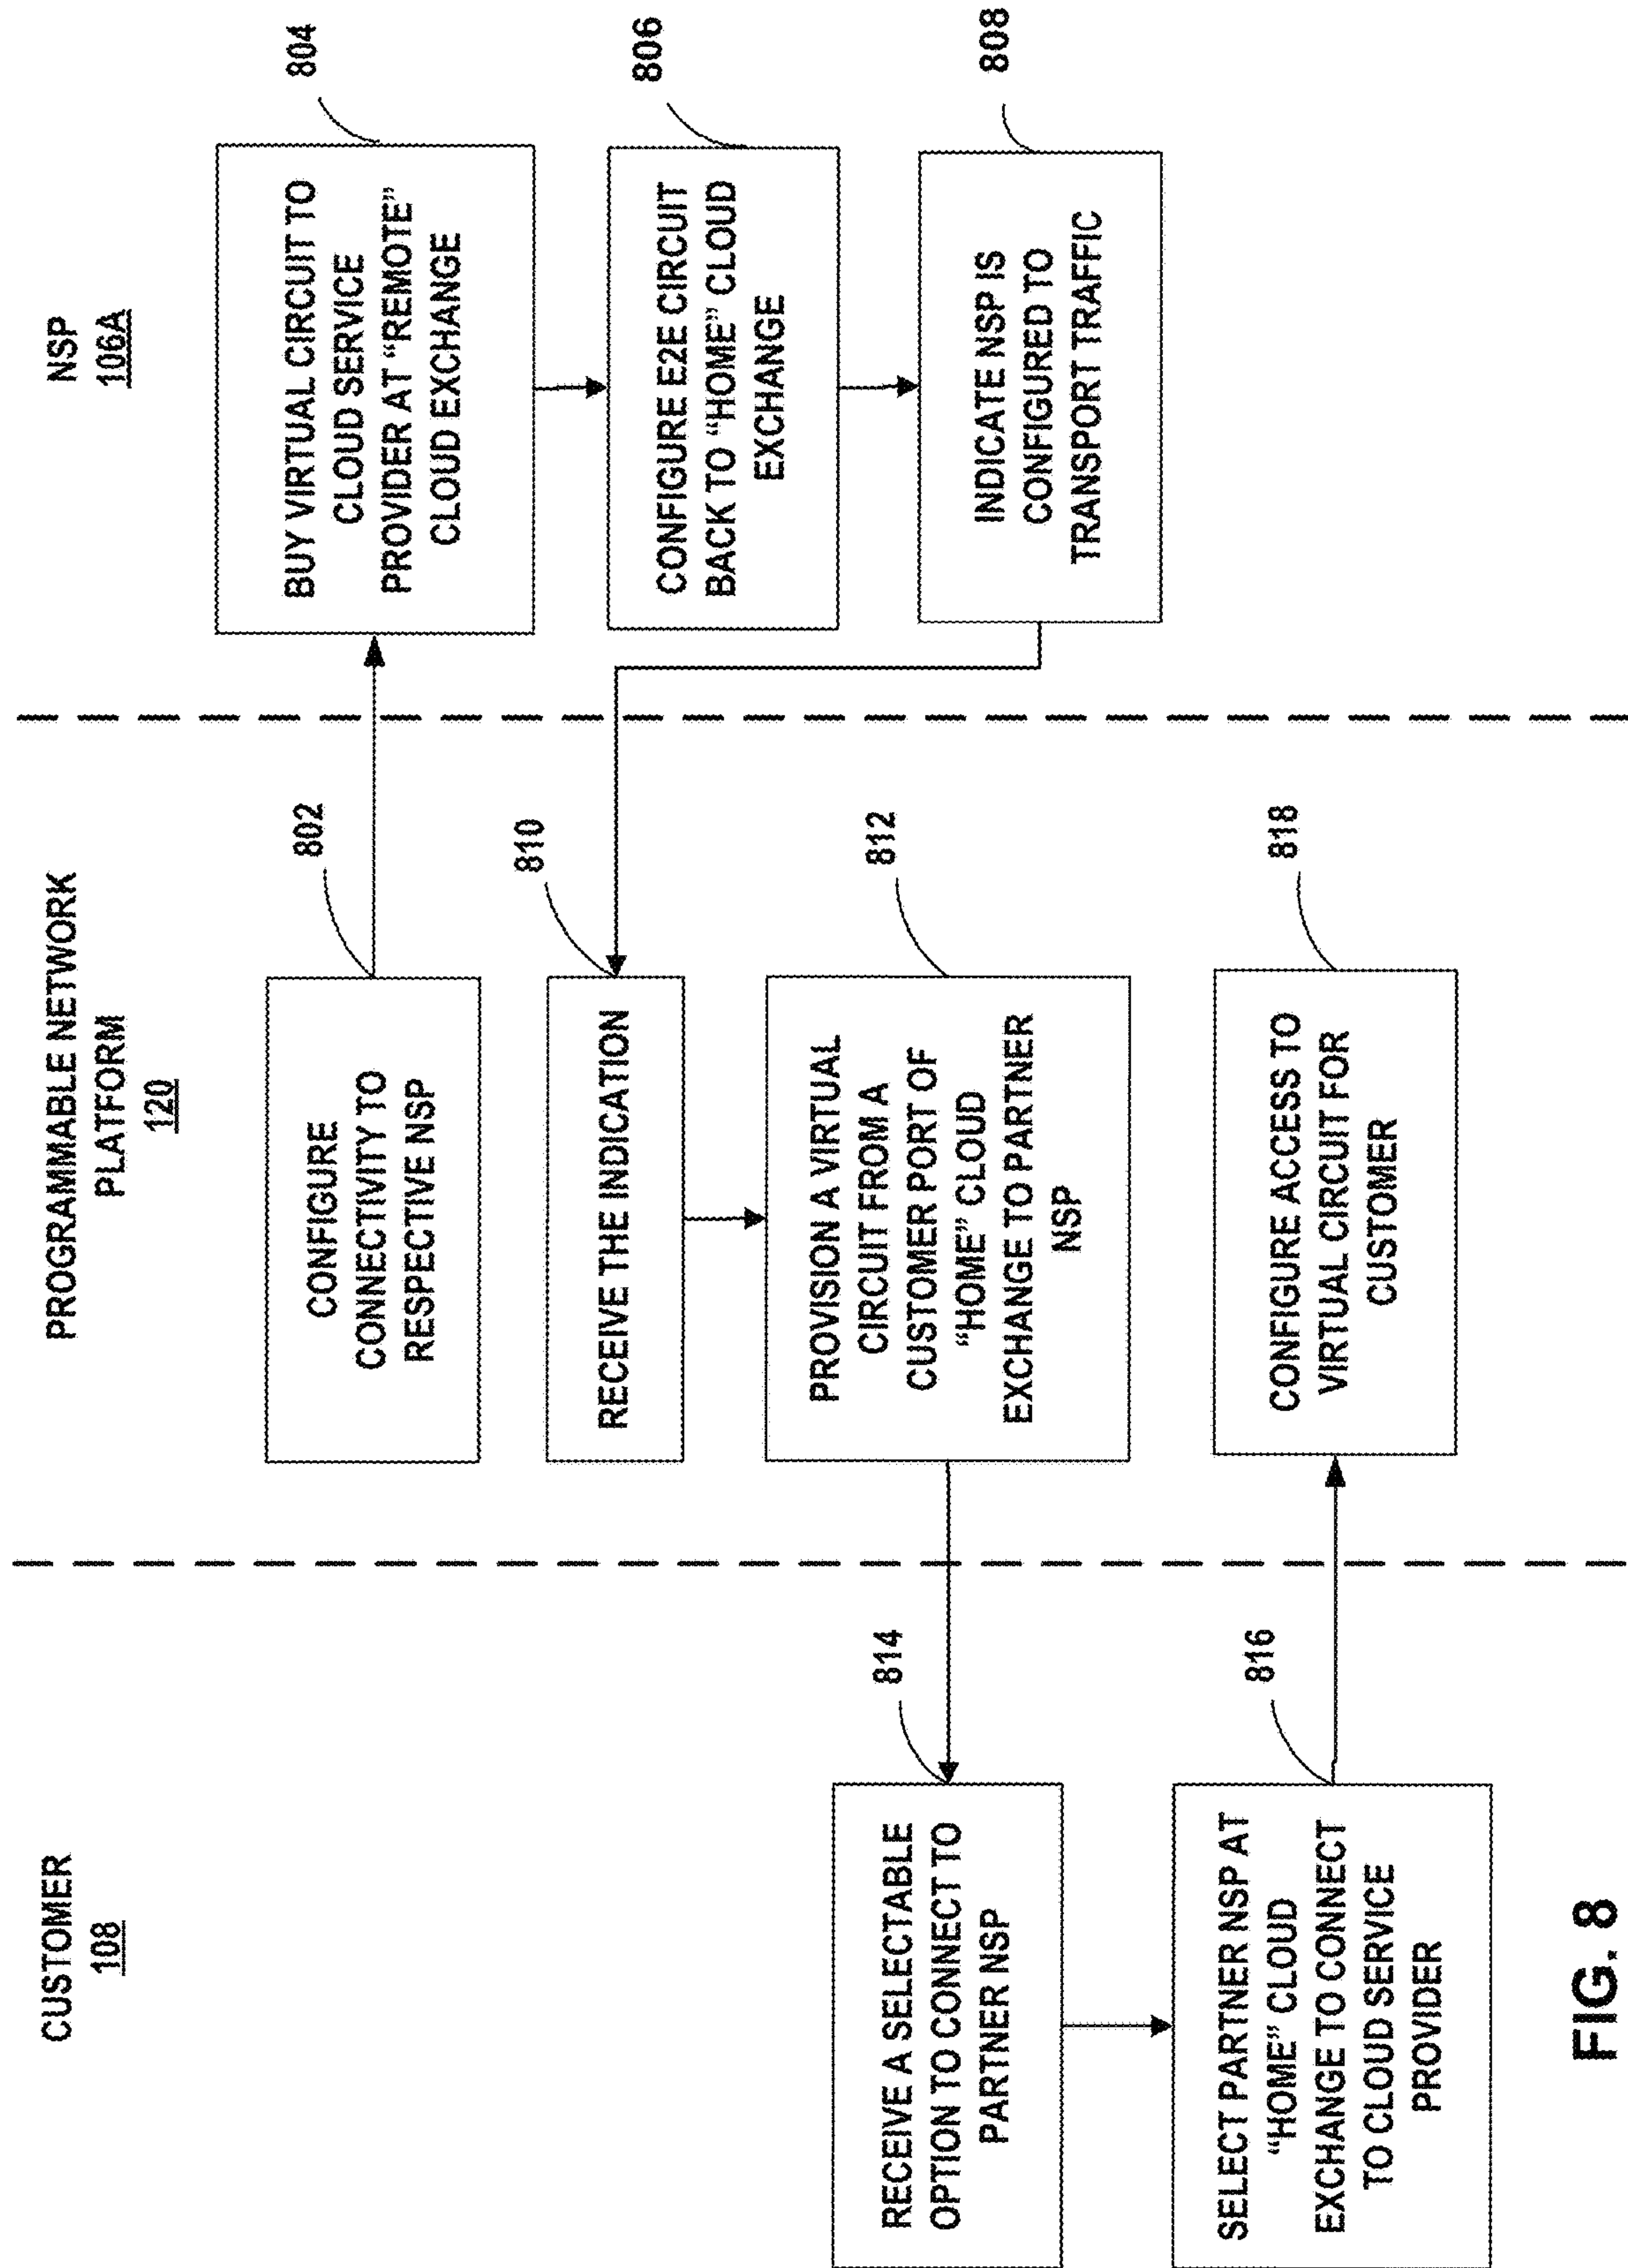 CUSTOMER
108
PROGRAMMABLE NETWORK
PLATFORM
120
NSP
106A
802
CONFIGURE
CONNECTIVITY TO
RESPECTIVE NSP
804
BUY VIRTUAL CIRCUIT TO
CLOUD SERVICE
PROVIDER AT “REMOTE”
CLOUD EXCHANGE
806
CONFIGURE E2E CIRCUIT
BACK TO “HOME” CLOUD
EXCHANGE
808
INDICATE NSP IS
CONFIGURED TO
TRANSPORT TRAFFIC
810
RECEIVE THE INDICATION
812
PROVISION A VIRTUAL
CIRCUIT FROM A
CUSTOMER PORT OF
“HOME” CLOUD
EXCHANGE TO PARTNER
NSP
814
RECEIVE A SELECTABLE
OPTION TO CONNECT TO
PARTNER NSP
816
SELECT PARTNER NSP AT
“HOME” CLOUD
EXCHANGE TO CONNECT
TO CLOUD SERVICE
PROVIDER
818
CONFIGURE ACCESS TO
VIRTUAL CIRCUIT FOR
CUSTOMER
FIG. 8